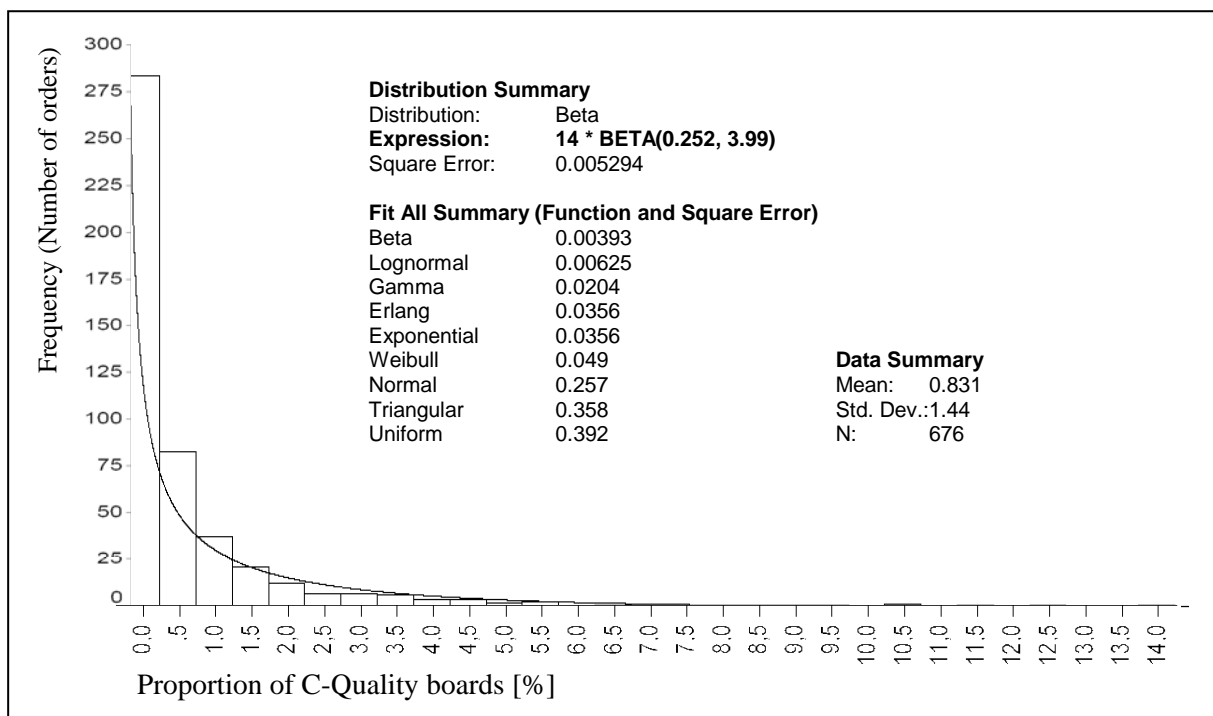 Frequency (Number of orders)
300
275
250
225
200
175
150
125
100
75
50
25
0
Distribution Summary
Distribution: Beta
Expression: 14 * BETA(0.252, 3.99)
Square Error: 0.005294
Fit All Summary (Function and Square Error)
Beta 0.00393
Lognormal 0.00625
Gamma 0.0204
Erlang 0.0356
Exponential 0.0356
Weibull 0.049
Normal 0.257
Triangular 0.358
Uniform 0.392
Data Summary
Mean: 0.831
Std. Dev.:1.44
N: 676
0.0 .5 1.0 1.5 2,0 2.5 3.0 3.5 4.0 4,5 5.0 5.5 6.0 6.5 7.0 7.5 8.0 8.5 9,0 9.5 10.0 10.5 11.0 11.5 12,0 12.5 13.0 13.5 14.0
Proportion of C-Quality boards [%]